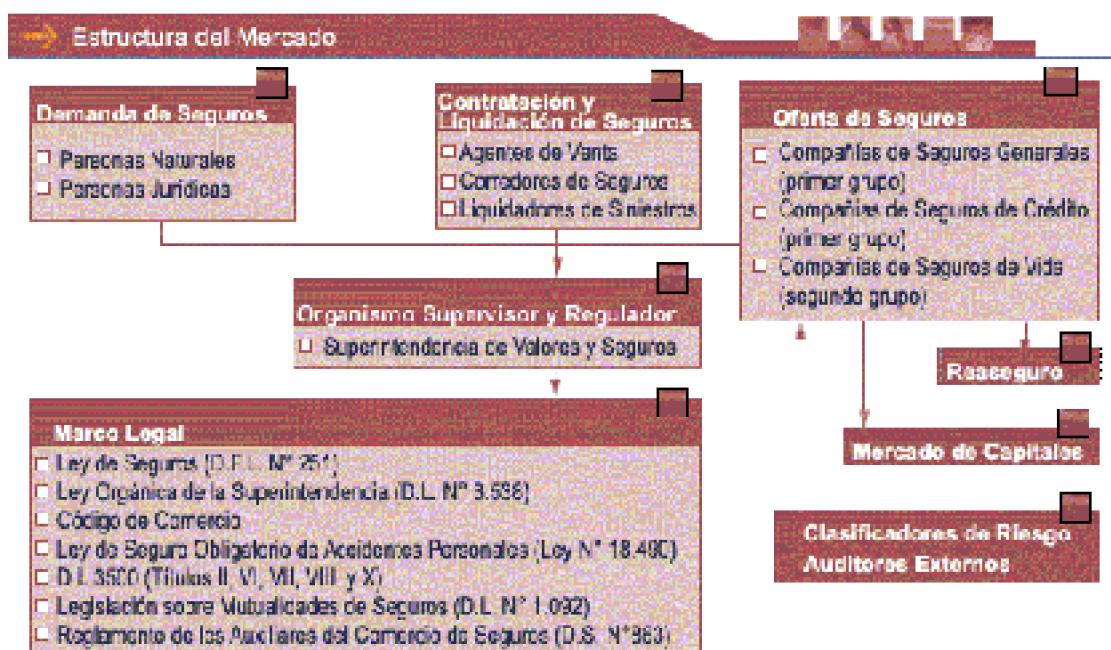 Estructura del Mercado
Demanda de Seguros
Personas Naturales
Personas Jurídicas
Contratación y
Liquidación de Seguros
Agentes de Venta
Corredores de Seguros
Liquidadores de Siniestros
Oferta de Seguros
Compañías de Seguros Generales
(primer grupo)
Compañías de Seguros de Crédito
(primer grupo)
Compañías de Seguros de Vida
(segundo grupo)
Organismo Supervisor y Regulador
Superintendencia de Valores y Seguros
Reaseguro
Mercado de Capitales
Clasificadores de Riesgo
Auditores Externos
Marco Legal
Ley de Seguros (D.F.L. N° 251)
Ley Orgánica de la Superintendencia (D.L. N° 3.538)
Código de Comercio
Ley de Seguro Obligatorio de Accidentes Personales (Ley N° 18.490)
D.L 3500 (Títulos II, VI, VII, VIII y X)
Legislación sobre Mutualidades de Seguros (D.L. N° 1.092)
Reglamento de los Auxiliares del Comercio de Seguros (D.S. N°863)